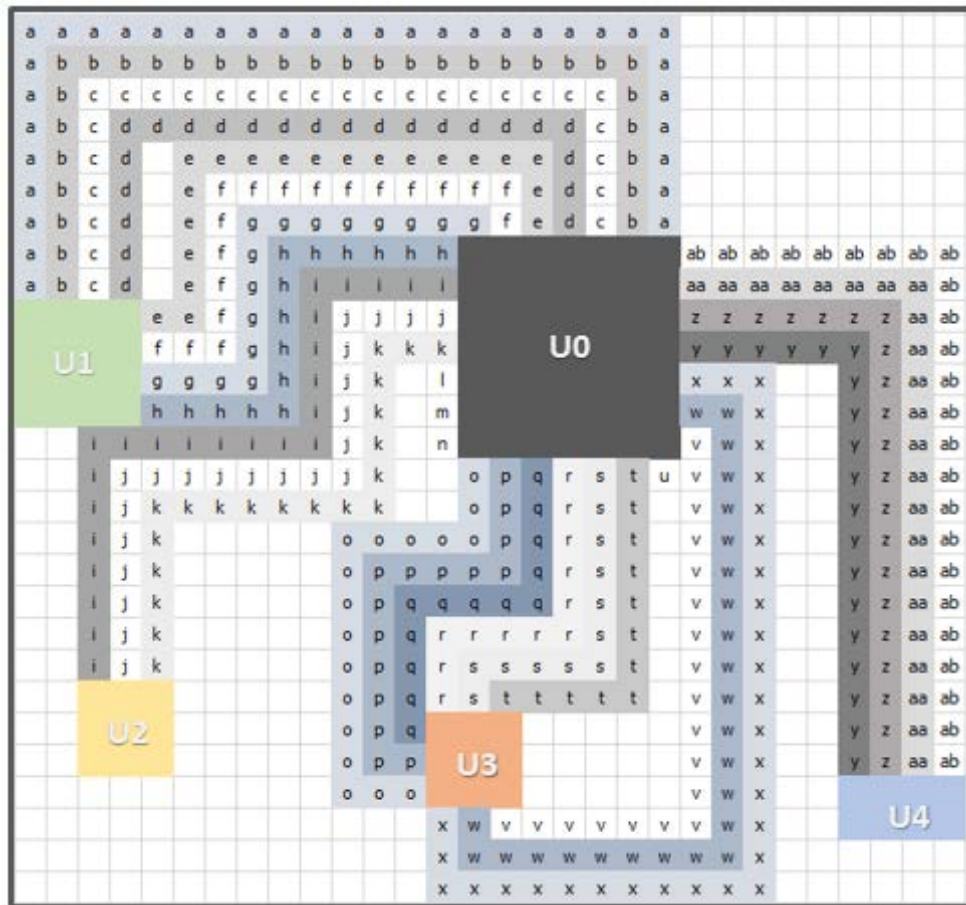 a a a a a a a a a a a a a a a a a a a a a
a b b b b b b b b b b b b b b b b b b b a
a b c c c c c c c c c c c c c c c c c b a
a b c d d d d d d d d d d d d d d d c b a
a b c d e e e e e e e e e e e e d c b a
a b c d e f f f f f f f f f f e d c b a
a b c d e f g g g g g g g g f e d c b a
a b c d e f g h h h h h h ab ab ab ab ab ab ab ab ab
a b c d e f g h i i i i i aa aa aa aa aa aa aa aa ab
e e f g h i j j j j z z z z z z z aa ab
U1 f f f g h i j k k k U0 y y y y y y z aa ab
g g g g h i j k l x x x y z aa ab
h h h h h i j k m w w x y z aa ab
i i i i i i i i j k n v w x y z aa ab
i j j j j j j j j k o p q r s t u v w x y z aa ab
i j k k k k k k k k o p q r s t v w x y z aa ab
i j k o o o o o p q r s t v w x y z aa ab
i j k o p p p p p q r s t v w x y z aa ab
i j k o p q q q q q r s t v w x y z aa ab
i j k o p q r r r r r s t v w x y z aa ab
i j k o p q r s s s s s t v w x y z aa ab
o p q r s t t t t t v w x y z aa ab
U2 o p q v w x y z aa ab
o p p U3 v w x y z aa ab
o o o v w x U4
x w v v v v v v v w x
x w w w w w w w w w x
x x x x x x x x x x x